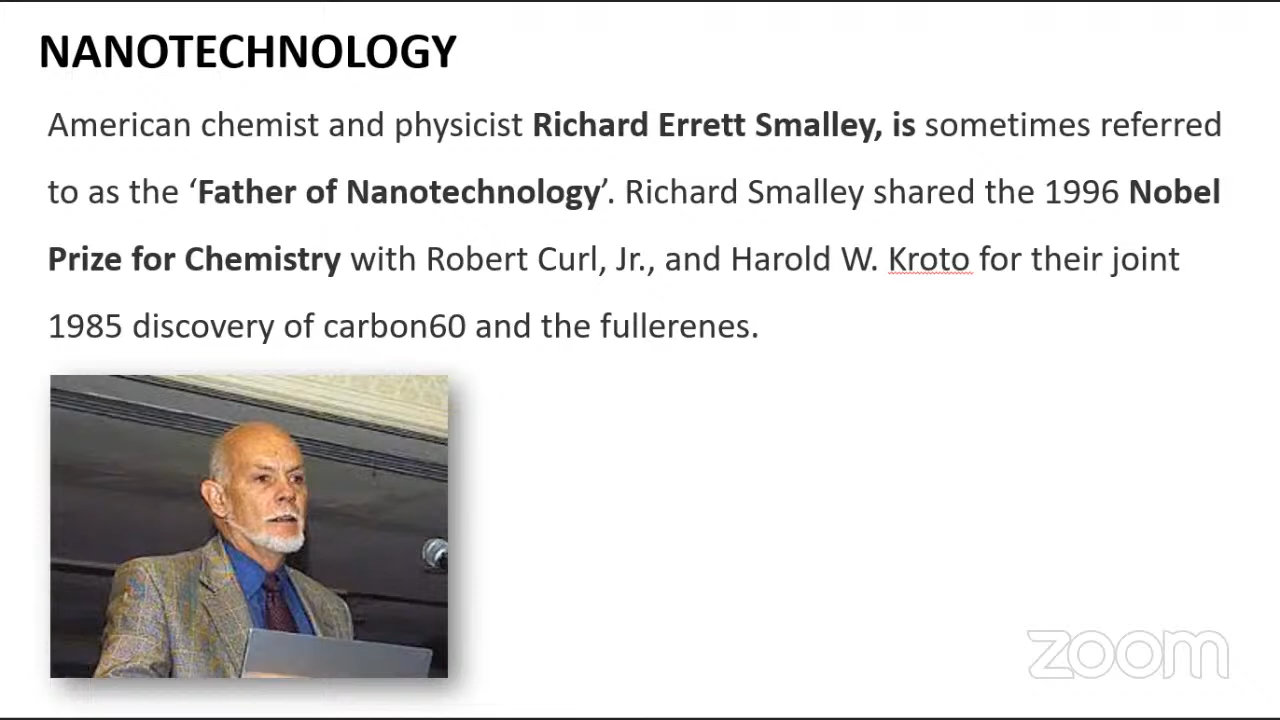 NANOTECHNOLOGY
American chemist and physicist Richard Errett Smalley, is sometimes referred
to as the ‘Father of Nanotechnology’. Richard Smalley shared the 1996 Nobel
Prize for Chemistry with Robert Curl, Jr., and Harold W. Kroto for their joint
1985 discovery of carbon60 and the fullerenes.
zoom